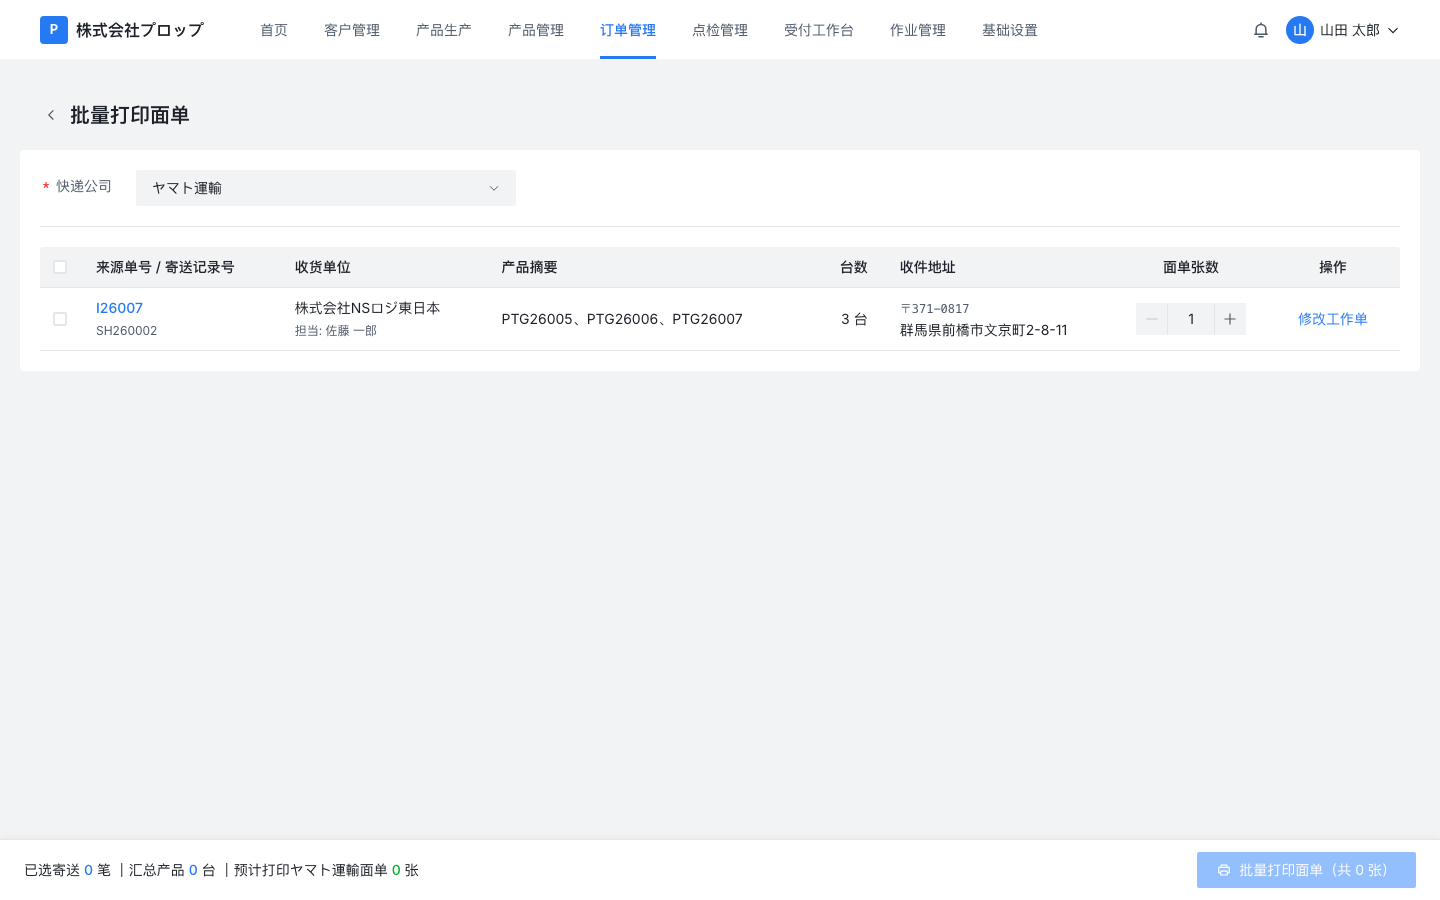 P 株式会社プロップ 首页 客户管理 产品生产 产品管理 订单管理 点检管理 受付工作台 作业管理 基础设置 山 山田 太郎
批量打印面单
* 快递公司 ヤマト運輸
来源单号 / 寄送记录号 收货单位 产品摘要 台数 收件地址 面单张数 操作
I26007 株式会社NSロジ東日本 〒371-0817
PTG26005、PTG26006、PTG26007 3 台 1 修改工作单
SH260002 担当: 佐藤 一郎 群馬県前橋市文京町2-8-11
已选寄送 0 笔 ｜汇总产品 0 台 ｜预计打印ヤマト運輸面单 0 张 批量打印面单（共 0 张）